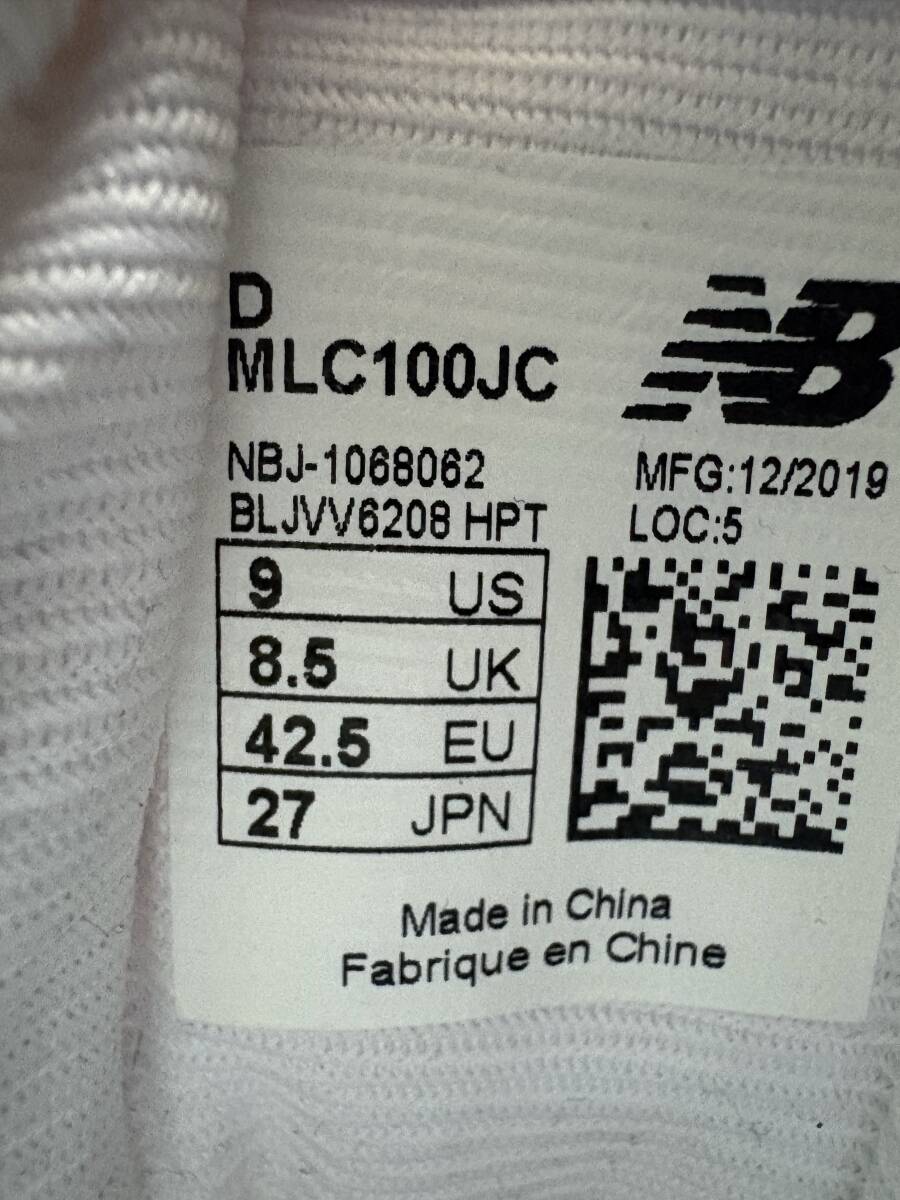 D
MLC100JC
NB
NBJ-1068062
MFG:12/2019
BLJVV6208 HPT
LOC:5
9 US
8.5 UK
42.5 EU
27 JPN
Made in China
Fabrique en Chine